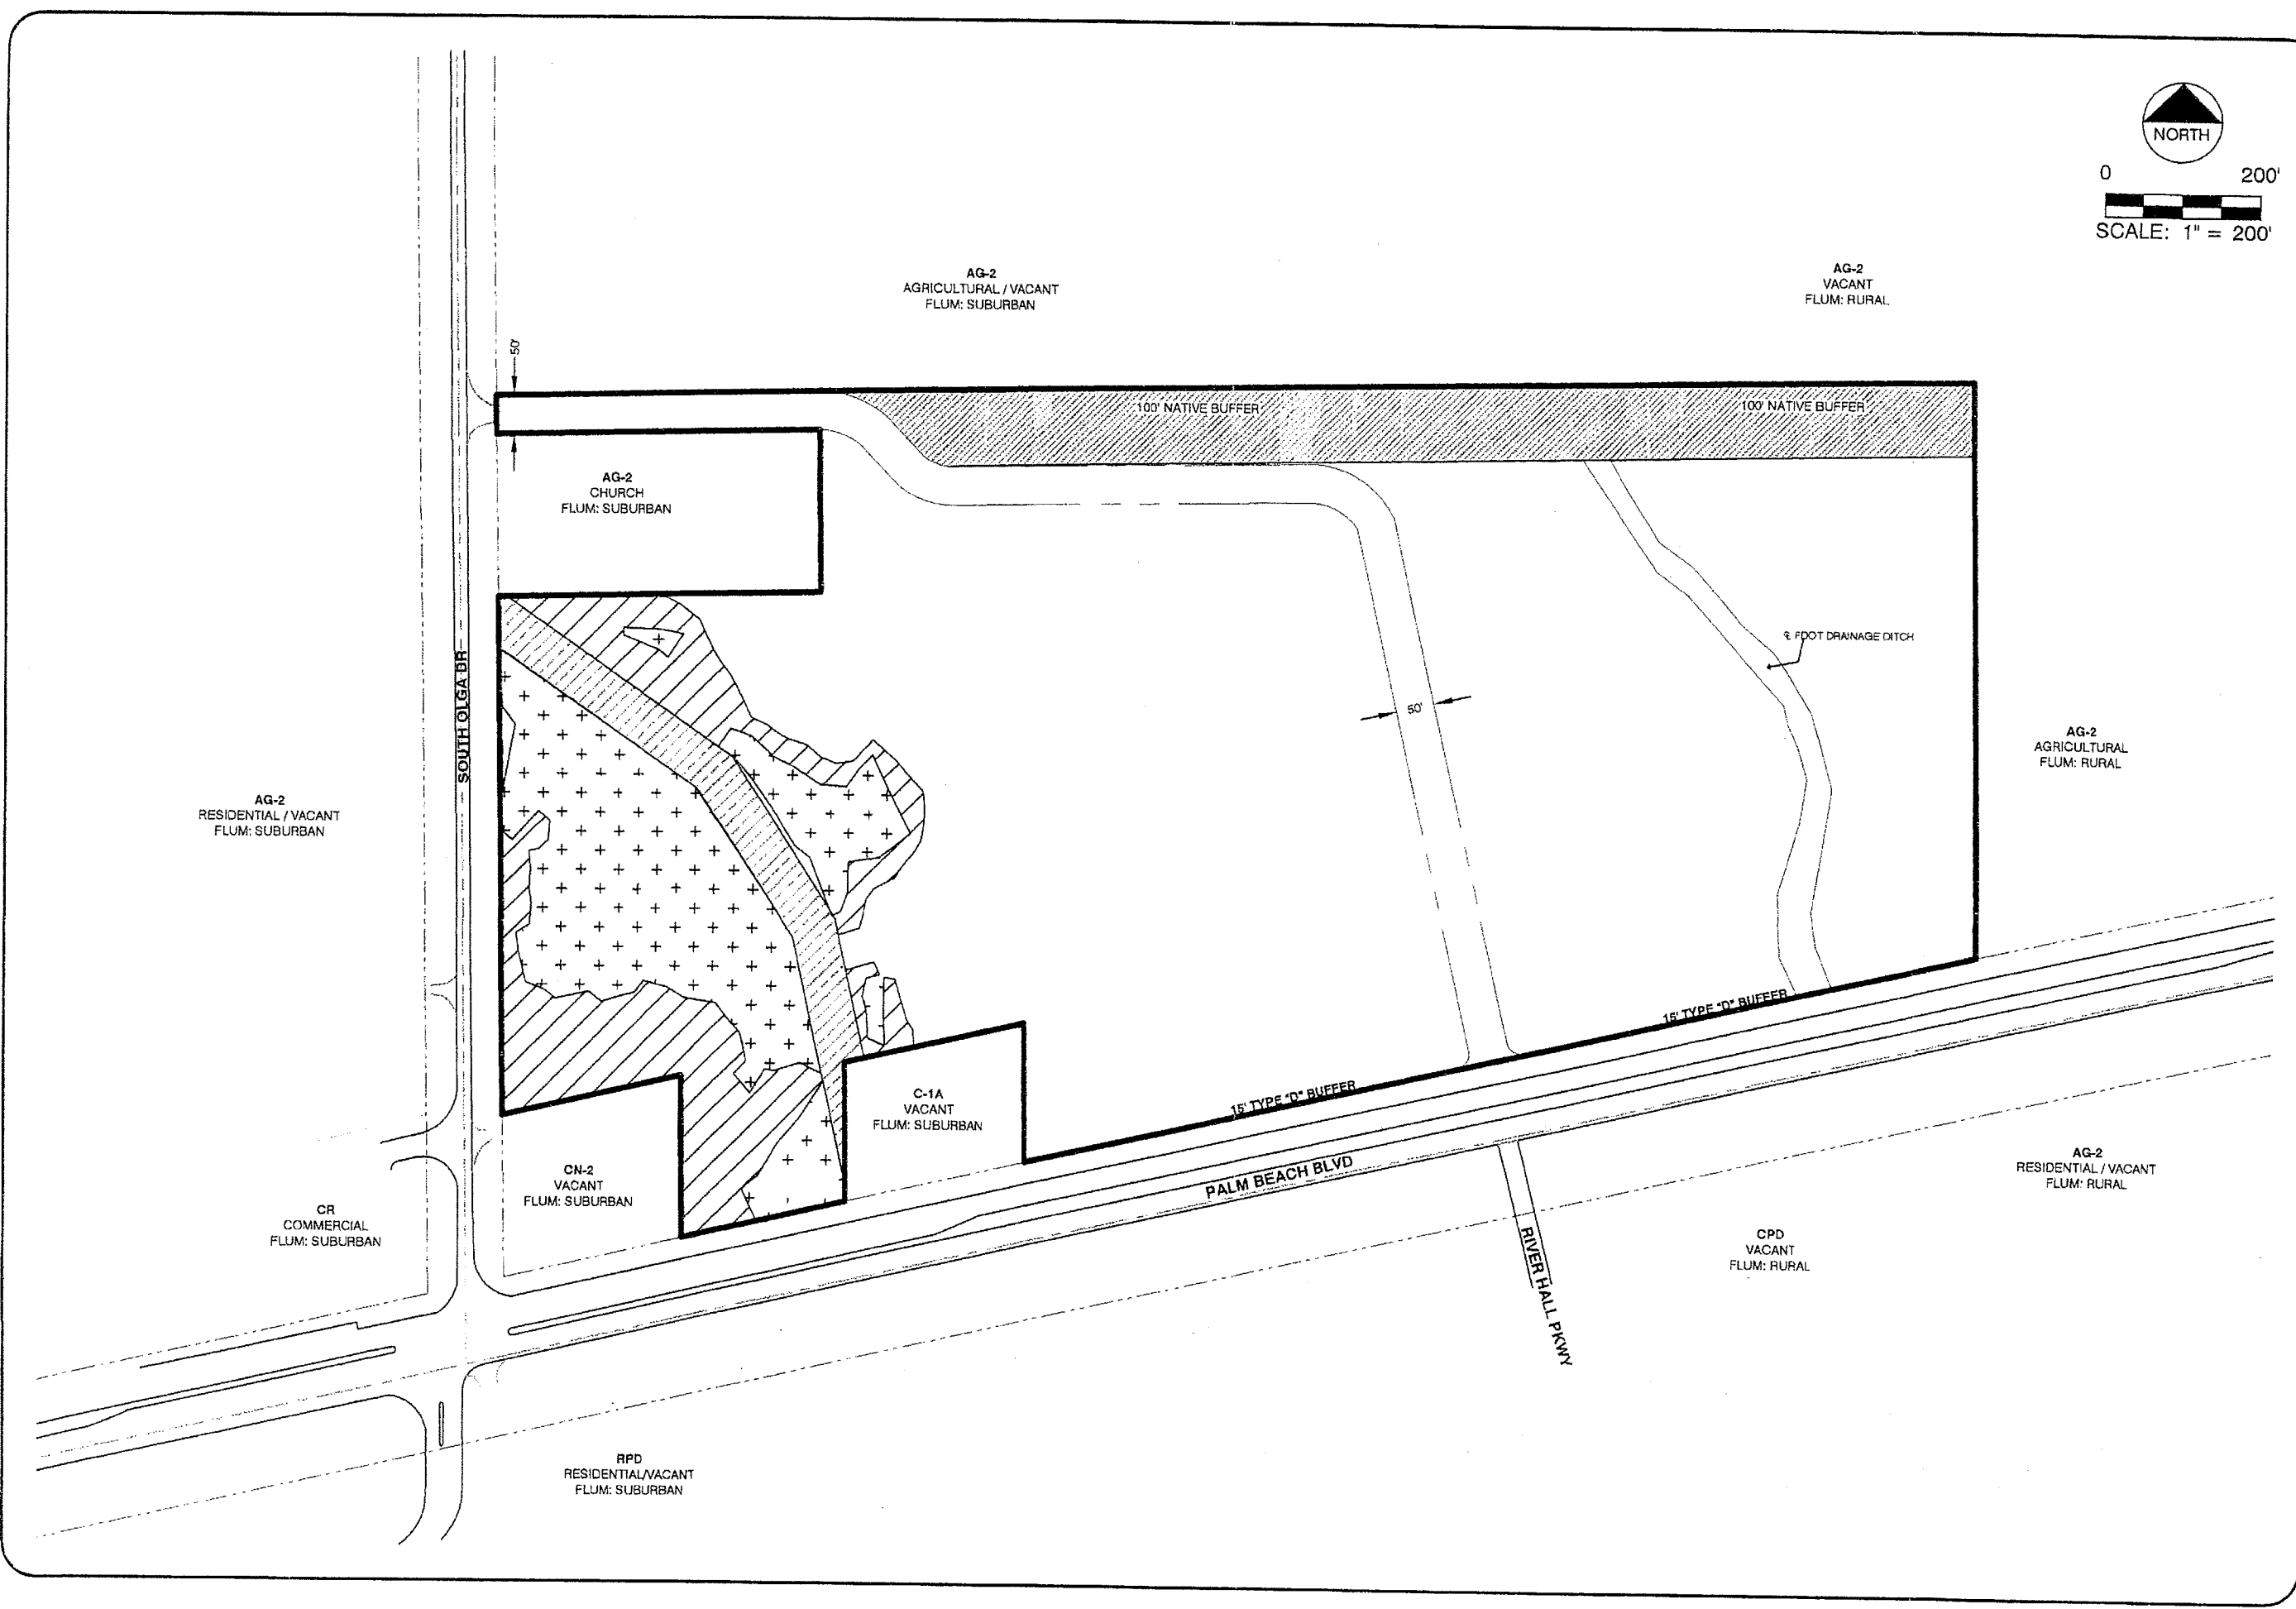 NORTH
0 200'
SCALE: 1" = 200'
AG-2
AGRICULTURAL / VACANT
FLUM: SUBURBAN
AG-2
VACANT
FLUM: RURAL
50'
100' NATIVE BUFFER
100' NATIVE BUFFER
AG-2
CHURCH
FLUM: SUBURBAN
℄ FOOT DRAINAGE DITCH
SOUTH OLGA DR
50'
AG-2
AGRICULTURAL
FLUM: RURAL
AG-2
RESIDENTIAL / VACANT
FLUM: SUBURBAN
15' TYPE "D" BUFFER
15' TYPE "D" BUFFER
C-1A
VACANT
FLUM: SUBURBAN
PALM BEACH BLVD
CN-2
VACANT
FLUM: SUBURBAN
AG-2
RESIDENTIAL / VACANT
FLUM: RURAL
CR
COMMERCIAL
FLUM: SUBURBAN
CPD
VACANT
FLUM: RURAL
RIVER HALL PKWY
RPD
RESIDENTIAL/VACANT
FLUM: SUBURBAN